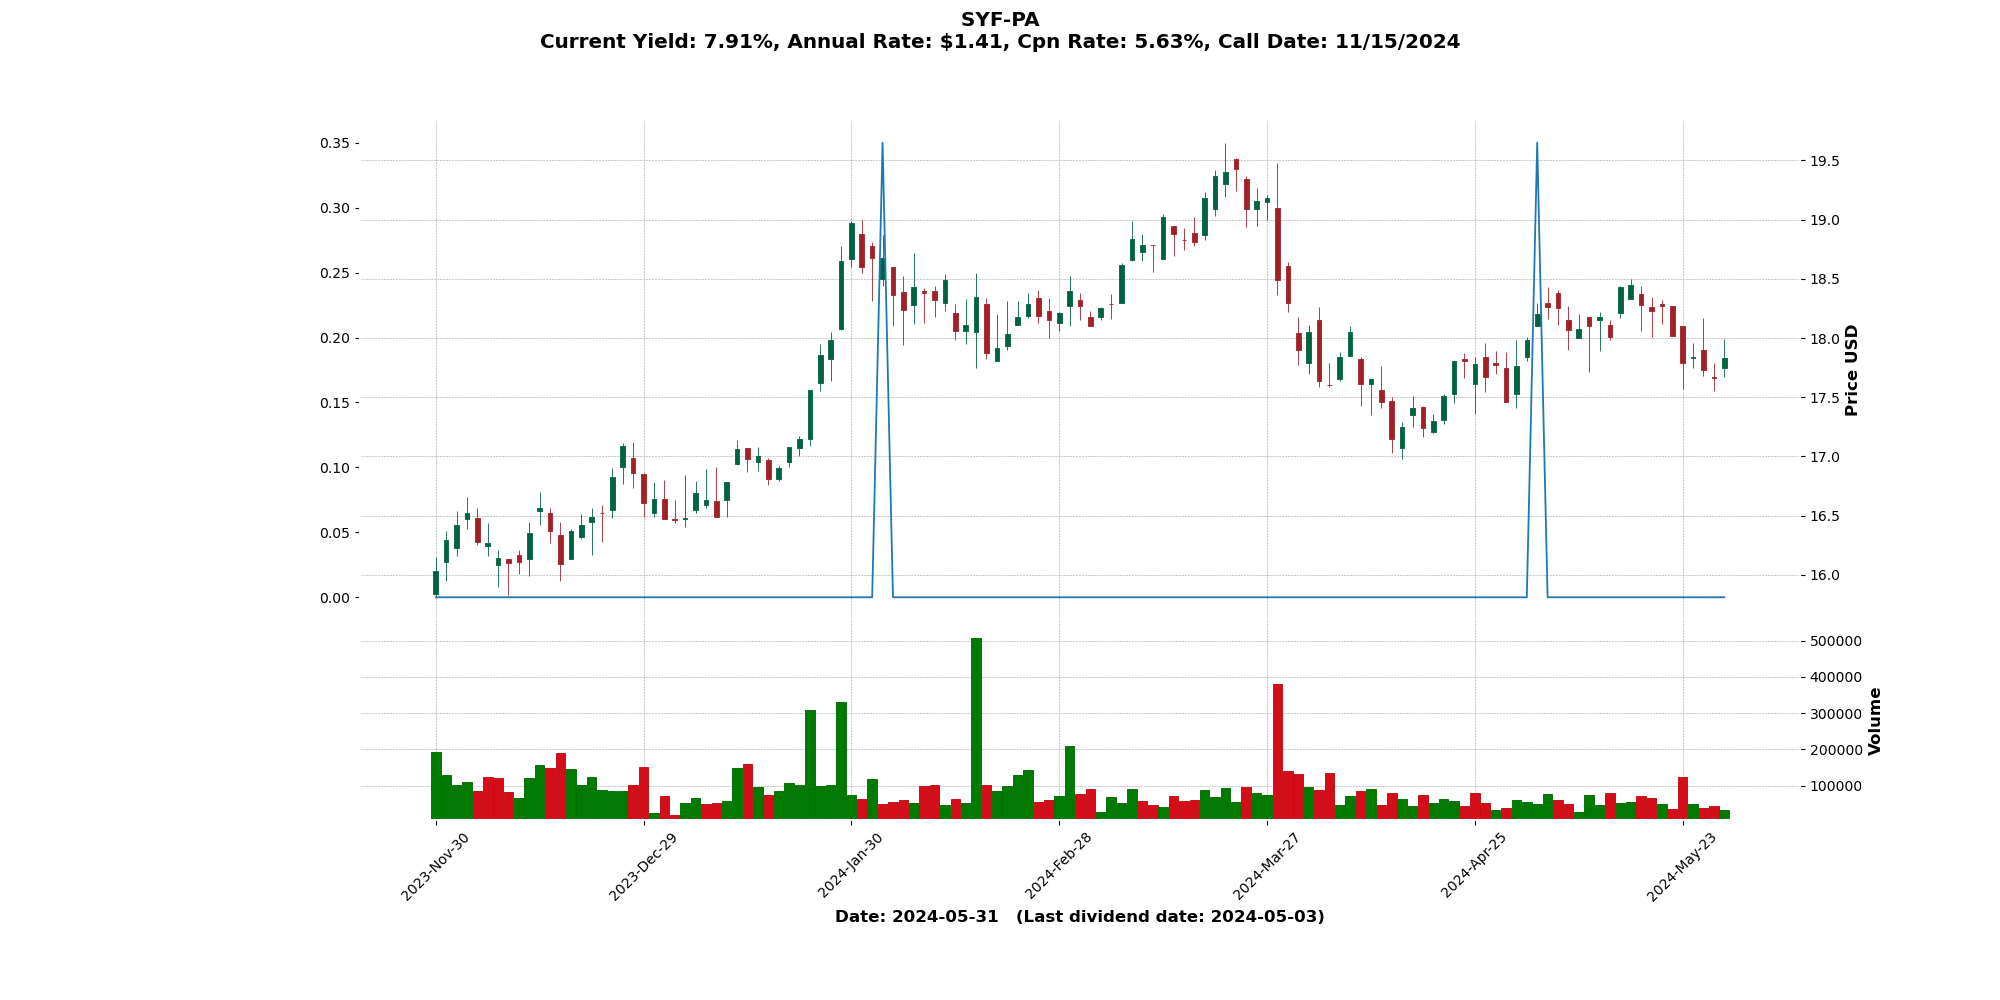 SYF-PA
Current Yield: 7.91%, Annual Rate: $1.41, Cpn Rate: 5.63%, Call Date: 11/15/2024
0.35
0.30
0.25
0.20
0.15
0.10
0.05
0.00
19.5
19.0
18.5
18.0
17.5
17.0
16.5
16.0
Price USD
500000
400000
300000
200000
100000
Volume
2023-Nov-30
2023-Dec-29
2024-Jan-30
2024-Feb-28
2024-Mar-27
2024-Apr-25
2024-May-23
Date: 2024-05-31 (Last dividend date: 2024-05-03)